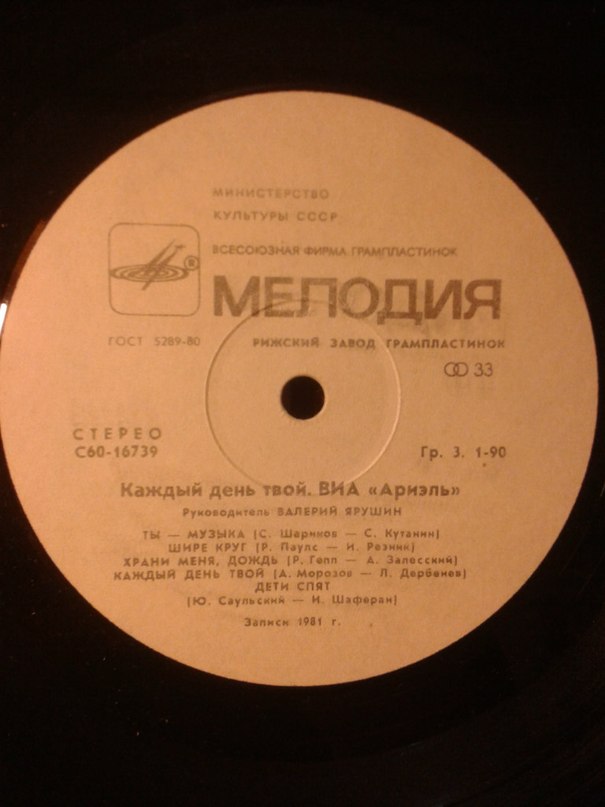 МИНИСТЕРСТВО
КУЛЬТУРЫ СССР
ВСЕСОЮЗНАЯ ФИРМА ГРАМПЛАСТИНОК
®
МЕЛОДИЯ
ГОСТ 5289-80 РИЖСКИЙ ЗАВОД ГРАМПЛАСТИНОК
33
СТЕРЕО
С60-16739 Гр. 3. 1-90
Каждый день твой. ВИА «Ариэль»
Руководитель ВАЛЕРИЙ ЯРУШИН
ТЫ — МУЗЫКА (С. Шариков — С. Кутанин)
ШИРЕ КРУГ (Р. Паулс — И. Резник)
ХРАНИ МЕНЯ, ДОЖДЬ (Р. Гепп — А. Залесский)
КАЖДЫЙ ДЕНЬ ТВОЙ (А. Морозов — Л. Дербенев)
ДЕТИ СПЯТ
(Ю. Саульский — И. Шаферан)
Записи 1981 г.